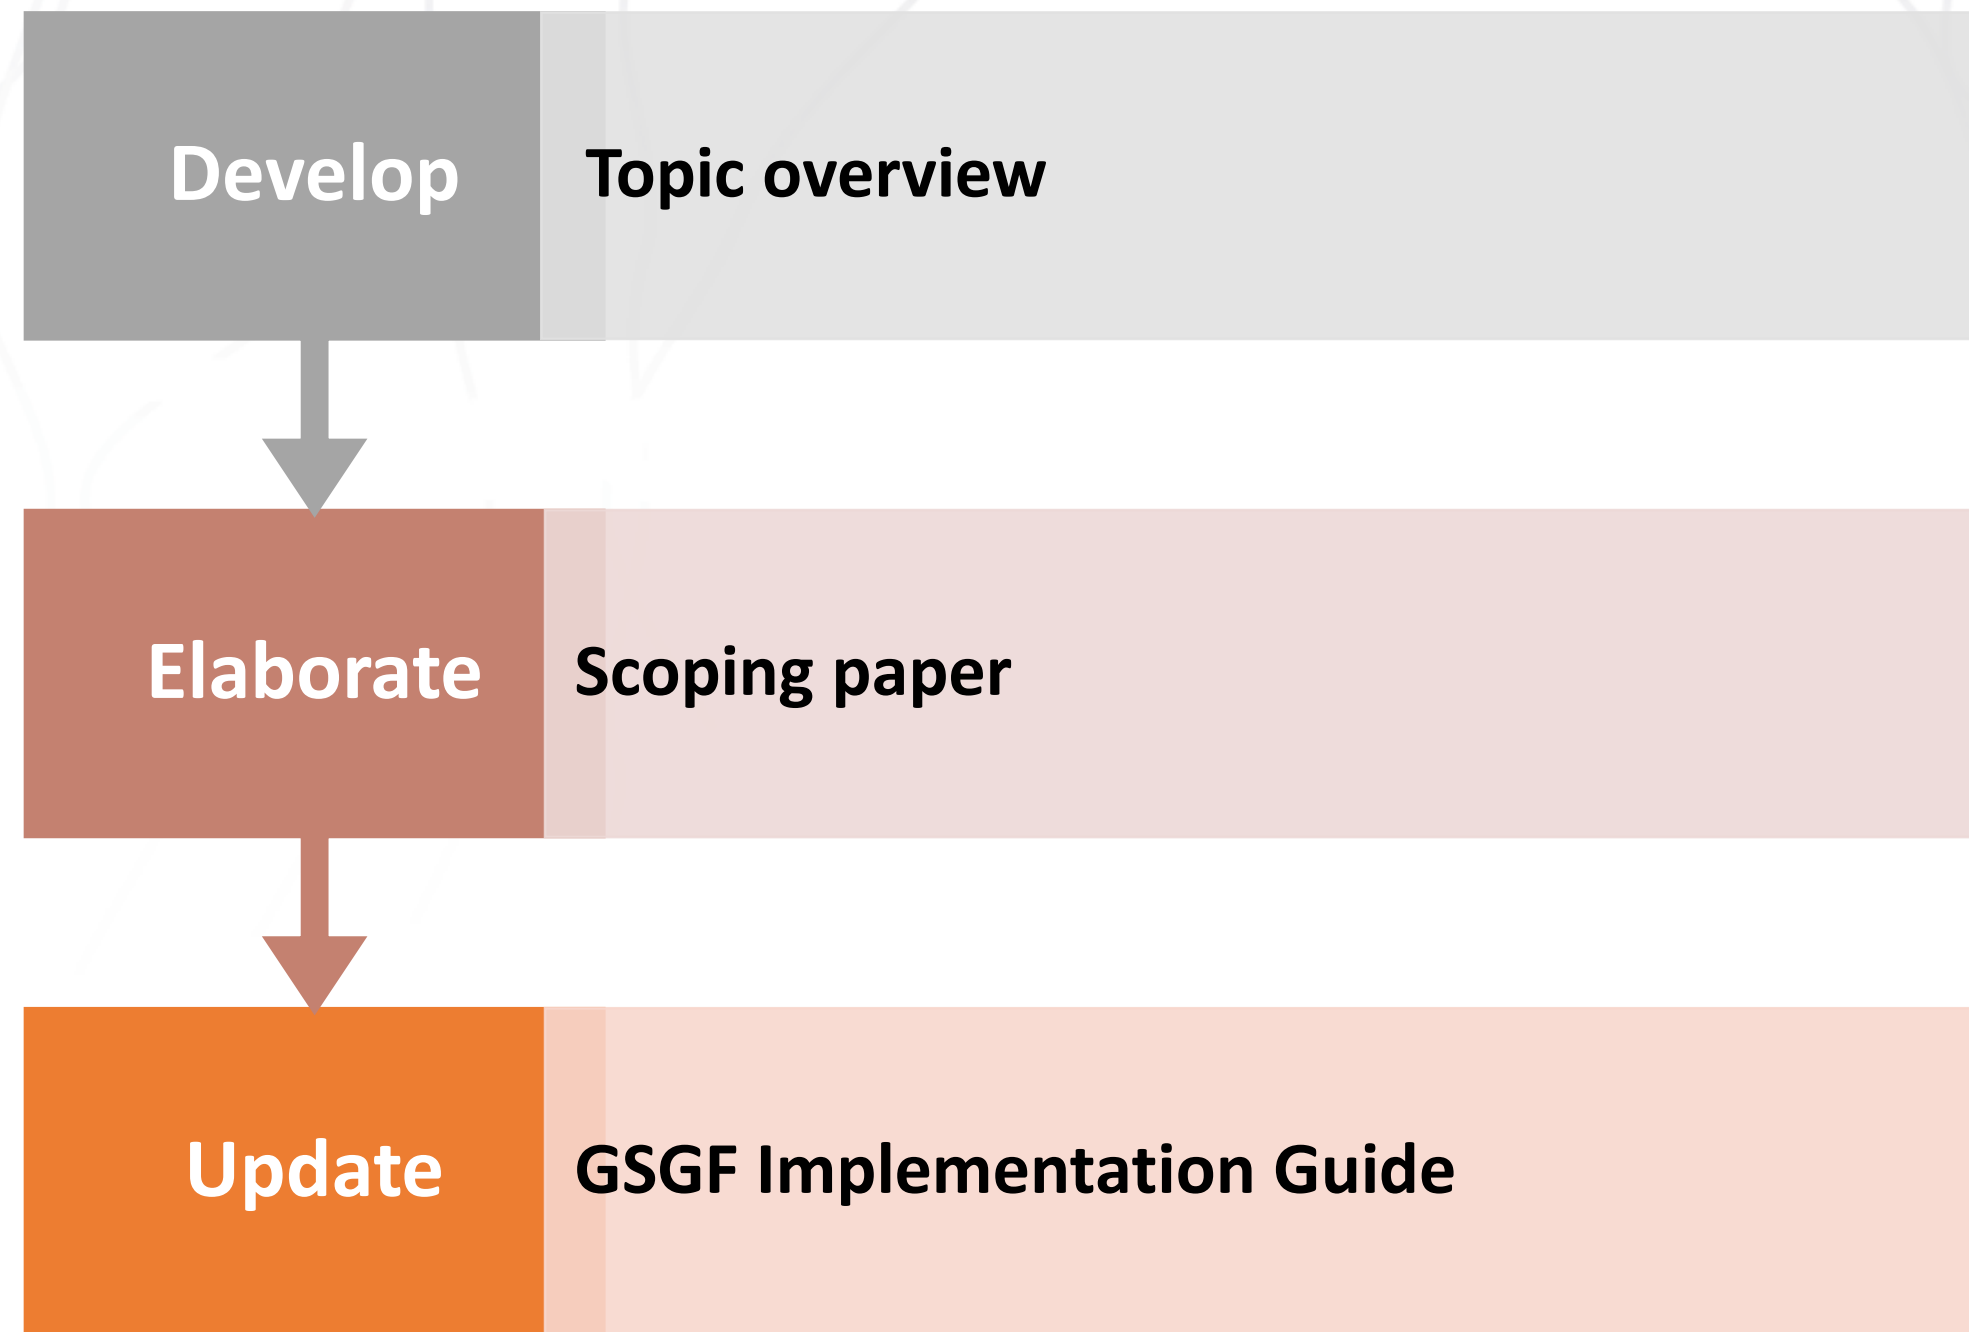 Develop
Topic overview
Elaborate
Scoping paper
Update
GSGF Implementation Guide